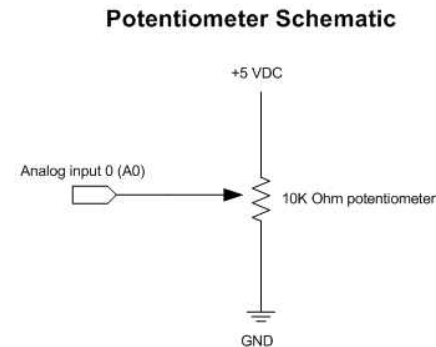 Potentiometer Schematic
+5 VDC
Analog input 0 (A0)
10K Ohm potentiometer
GND